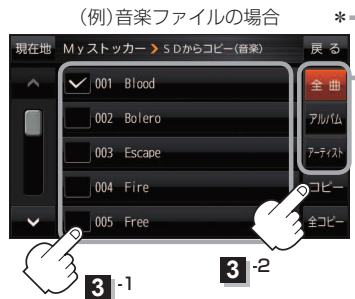 (例)音楽ファイルの場合 *
現在地 Myストッカー > SDからコピー(音楽) 戻る
001 Blood 全曲
002 Bolero アルバム
003 Escape アーティスト
004 Fire コピー
005 Free 全コピー
3 -1 3 -2